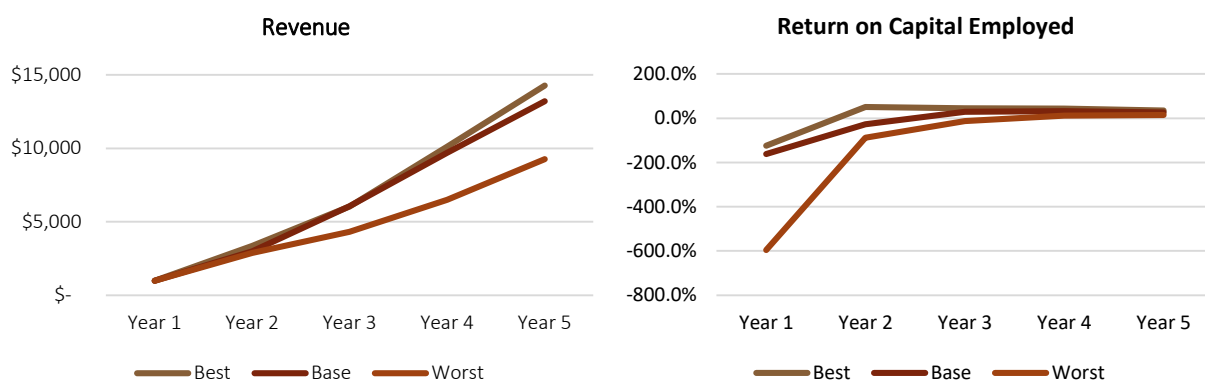 Revenue
$15,000
$10,000
$5,000
$-
Year 1 Year 2 Year 3 Year 4 Year 5
Best Base Worst
Return on Capital Employed
200.0%
0.0%
-200.0%
-400.0%
-600.0%
-800.0%
Year 1 Year 2 Year 3 Year 4 Year 5
Best Base Worst